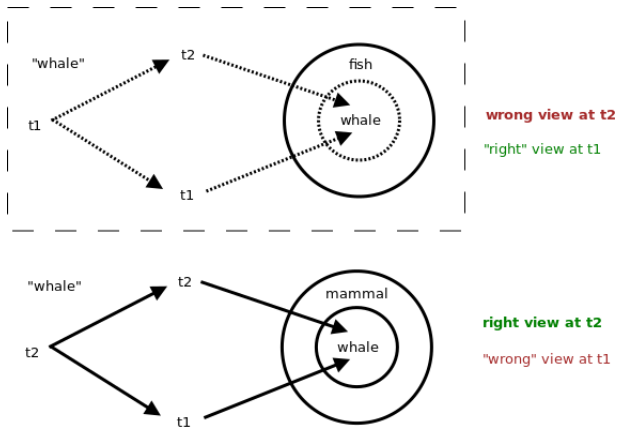 "whale"
t1
t2
t1
fish
whale
wrong view at t2
"right" view at t1
"whale"
t2
t2
t1
mammal
whale
right view at t2
"wrong" view at t1